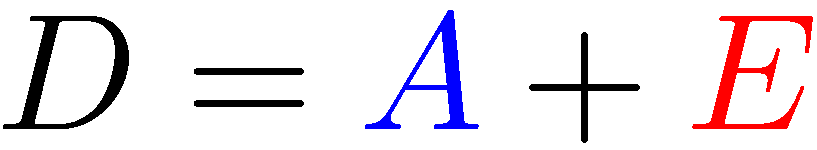 D = A + E